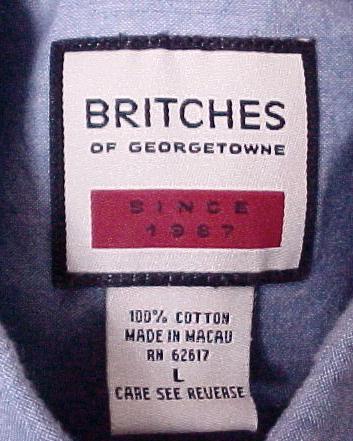 BRITCHES
OF GEORGETOWNE
SINCE
1967
100% COTTON
MADE IN MACAU
RN 62617
L
CARE SEE REVERSE